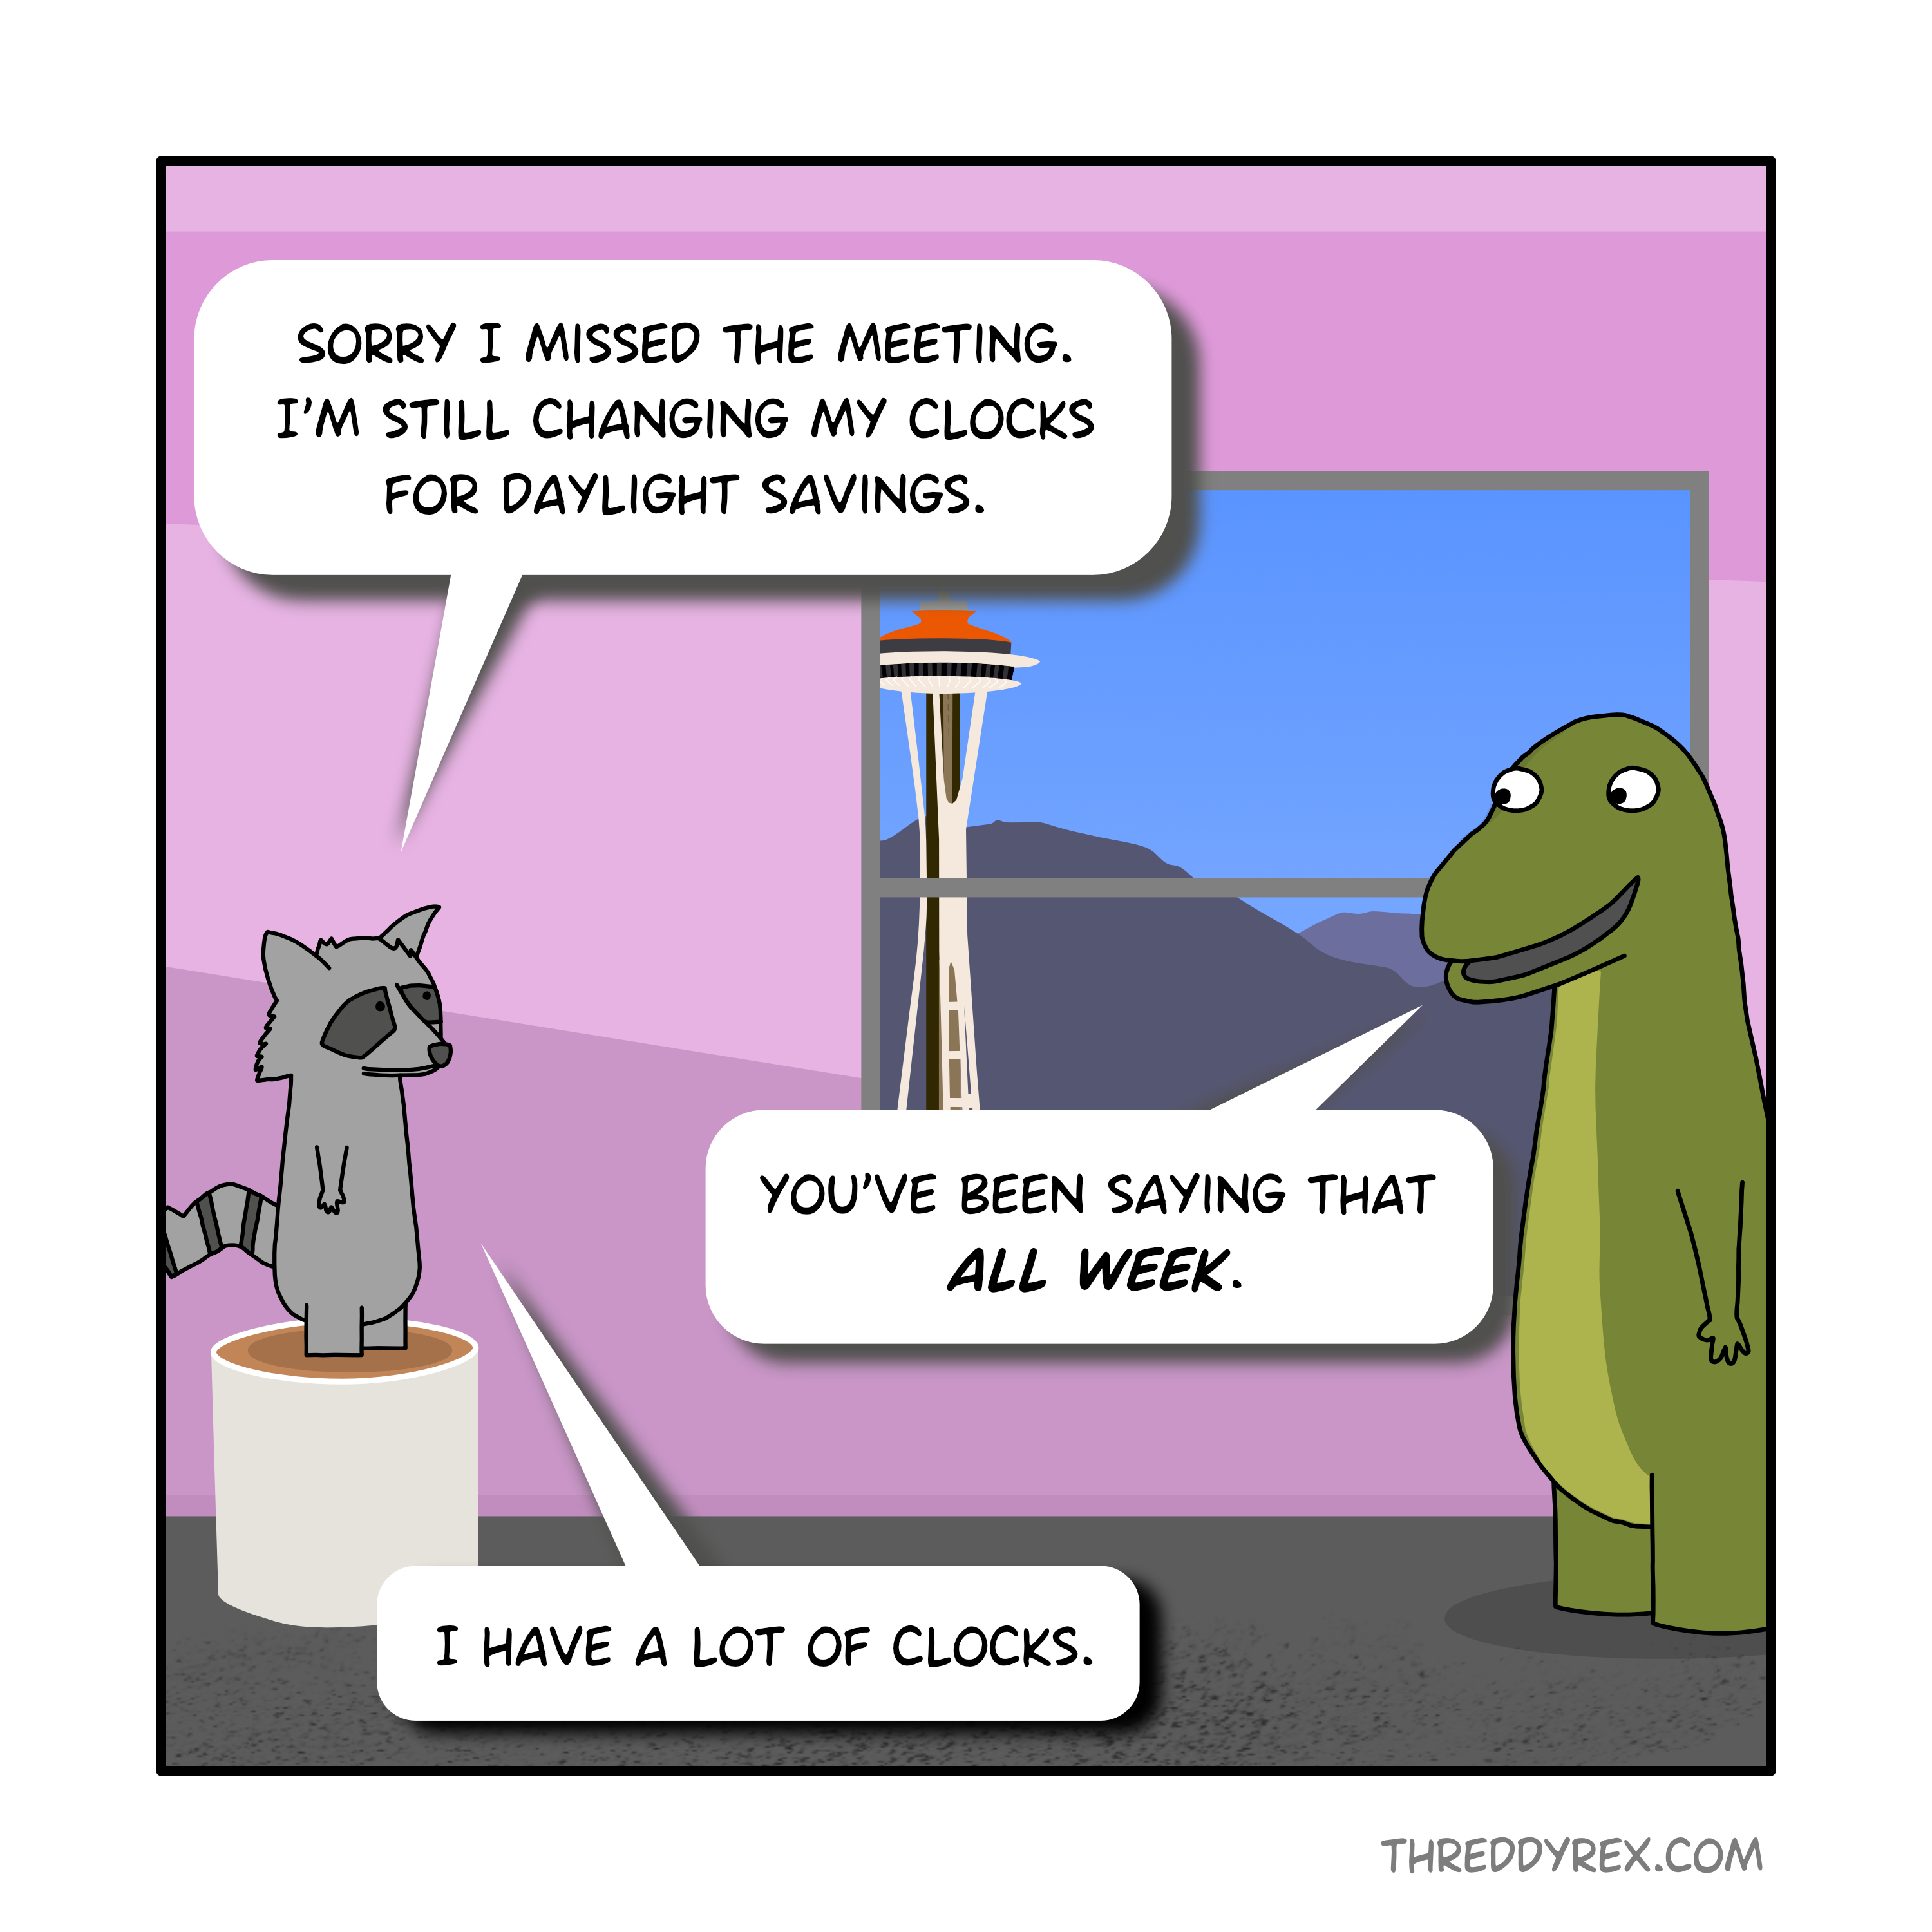 SORRY I MISSED THE MEETING.
I'M STILL CHANGING MY CLOCKS
FOR DAYLIGHT SAVINGS.
YOU'VE BEEN SAYING THAT
ALL WEEK.
I HAVE A LOT OF CLOCKS.
THREDDYREX.COM